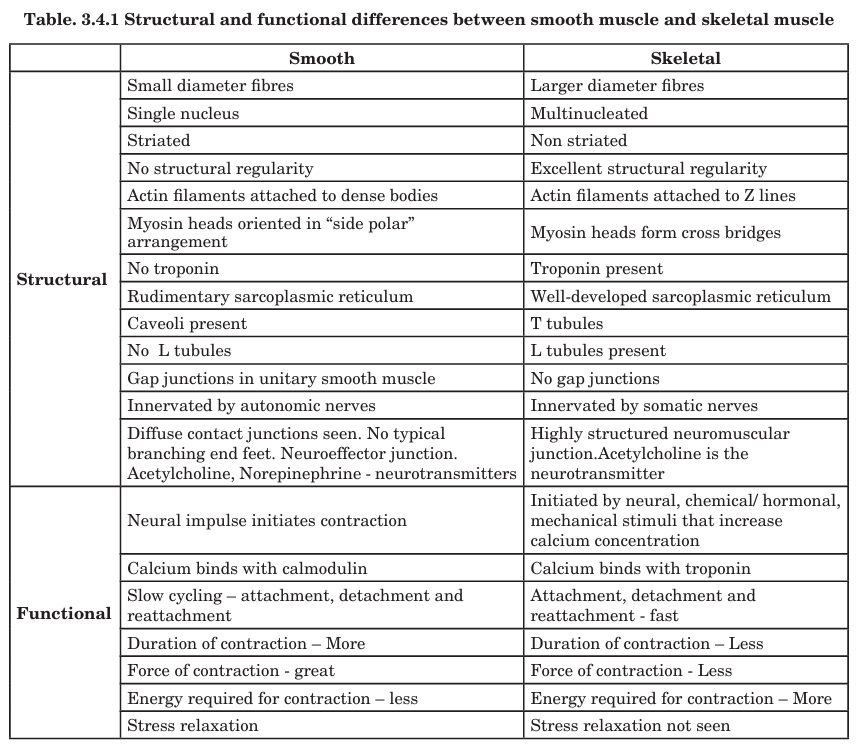 Table. 3.4.1 Structural and functional differences between smooth muscle and skeletal muscle
Smooth Skeletal
Structural
Small diameter fibres Larger diameter fibres
Single nucleus Multinucleated
Striated Non striated
No structural regularity Excellent structural regularity
Actin filaments attached to dense bodies Actin filaments attached to Z lines
Myosin heads oriented in “side polar”
arrangement
Myosin heads form cross bridges
No troponin Troponin present
Rudimentary sarcoplasmic reticulum Well-developed sarcoplasmic reticulum
Caveoli present T tubules
No L tubules L tubules present
Gap junctions in unitary smooth muscle No gap junctions
Innervated by autonomic nerves Innervated by somatic nerves
Diffuse contact junctions seen. No typical
branching end feet. Neuroeffector junction.
Acetylcholine, Norepinephrine - neurotransmitters
Highly structured neuromuscular
junction.Acetylcholine is the
neurotransmitter
Functional
Neural impulse initiates contraction
Initiated by neural, chemical/ hormonal,
mechanical stimuli that increase
calcium concentration
Calcium binds with calmodulin Calcium binds with troponin
Slow cycling – attachment, detachment and
reattachment
Attachment, detachment and
reattachment - fast
Duration of contraction – More Duration of contraction – Less
Force of contraction - great Force of contraction - Less
Energy required for contraction – less Energy required for contraction – More
Stress relaxation Stress relaxation not seen